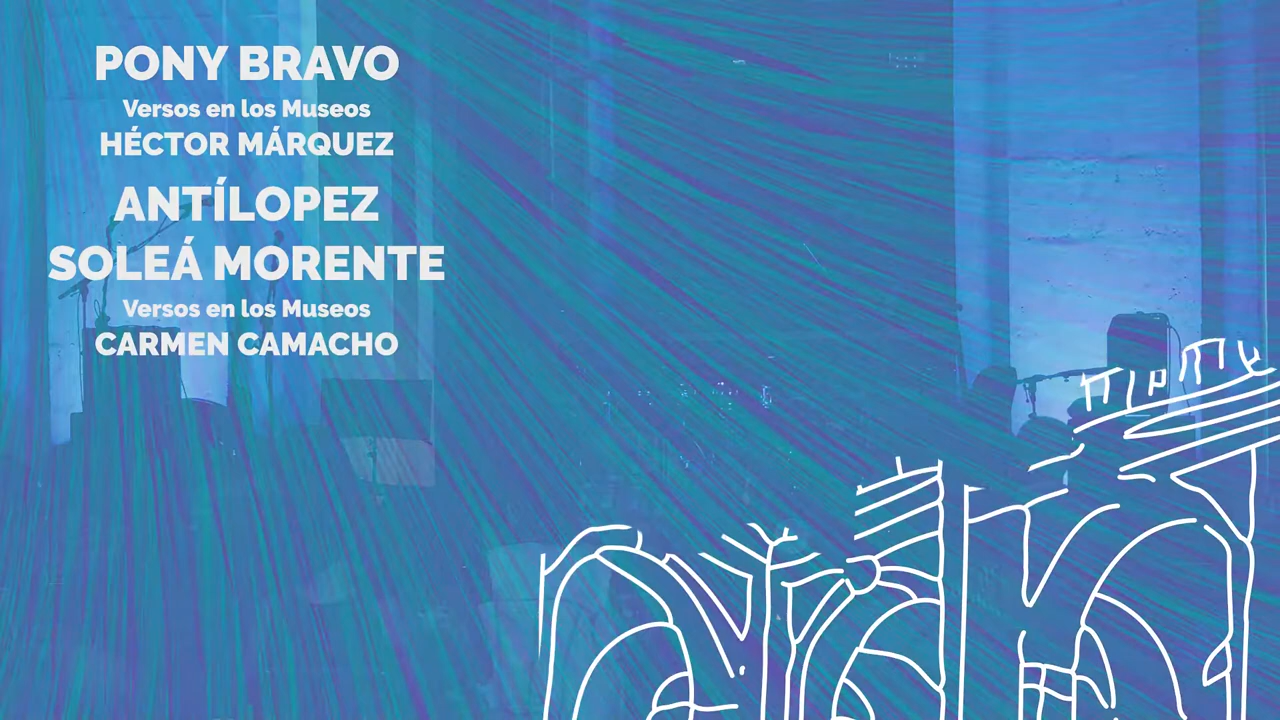 PONY BRAVO
Versos en los Museos
HÉCTOR MÁRQUEZ
ANTÍLOPEZ
SOLEÁ MORENTE
Versos en los Museos
CARMEN CAMACHO